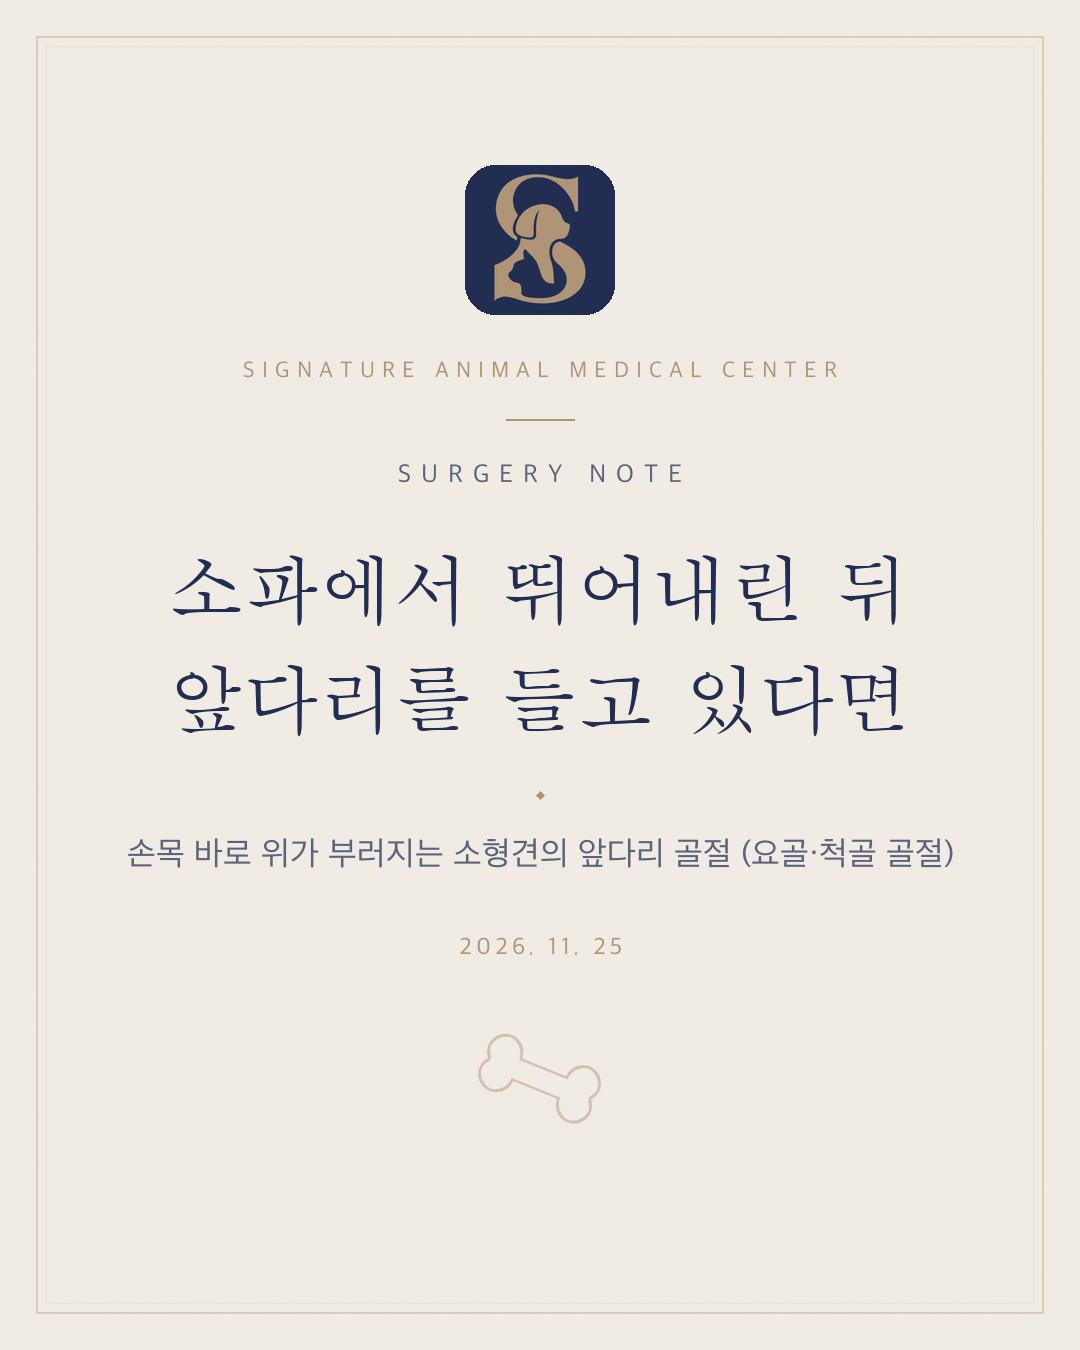 SIGNATURE ANIMAL MEDICAL CENTER
SURGERY NOTE
소파에서 뛰어내린 뒤
앞다리를 들고 있다면
손목 바로 위가 부러지는 소형견의 앞다리 골절 (요골·척골 골절)
2026. 11. 25